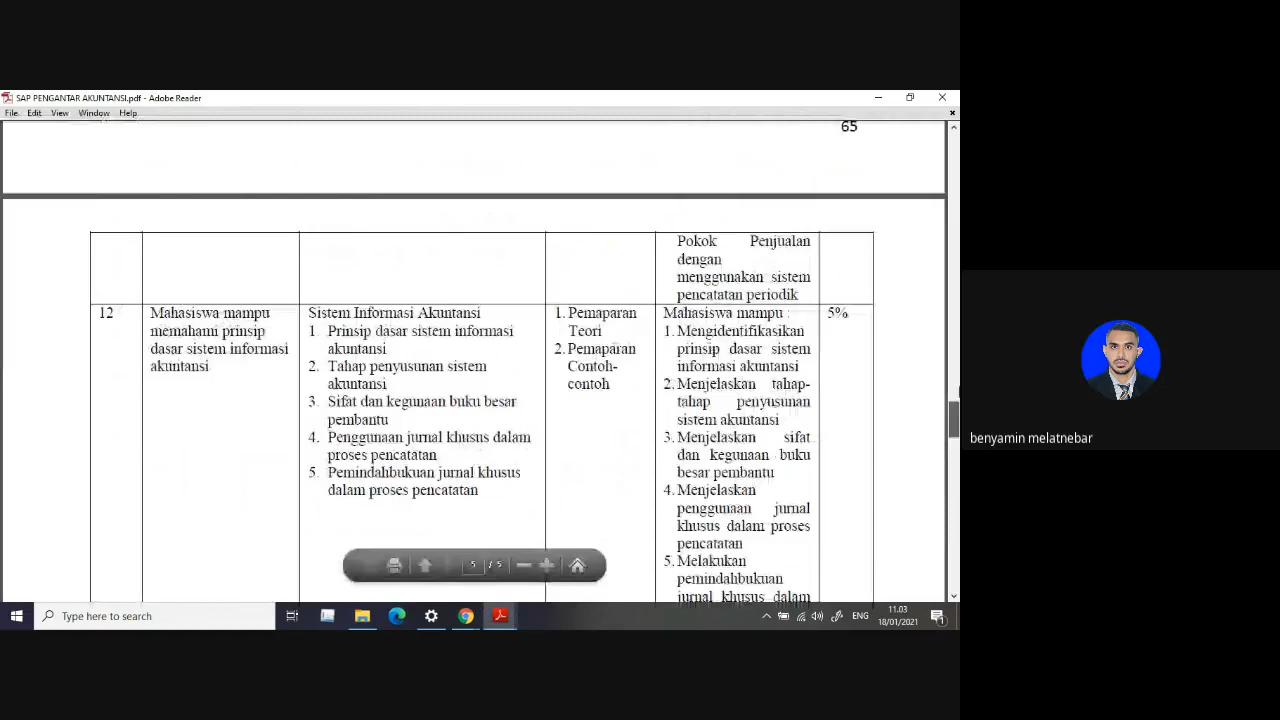 SAP PENGANTAR AKUNTANSI.pdf - Adobe Reader
File Edit View Window Help
65
Pokok Penjualan
dengan
menggunakan sistem
pencatatan periodik
12
Mahasiswa mampu
memahami prinsip
dasar sistem informasi
akuntansi
Sistem Informasi Akuntansi
1. Prinsip dasar sistem informasi
akuntansi
2. Tahap penyusunan sistem
akuntansi
3. Sifat dan kegunaan buku besar
pembantu
4. Penggunaan jurnal khusus dalam
proses pencatatan
5. Pemindahbukuan jurnal khusus
dalam proses pencatatan
1. Pemaparan
Teori
2. Pemaparan
Contoh-
contoh
Mahasiswa mampu :
1. Mengidentifikasikan
prinsip dasar sistem
informasi akuntansi
2. Menjelaskan tahap-
tahap penyusunan
sistem akuntansi
3. Menjelaskan sifat
dan kegunaan buku
besar pembantu
4. Menjelaskan
penggunaan jurnal
khusus dalam proses
pencatatan
5. Melakukan
pemindahbukuan
jurnal khusus dalam
5%
5 / 5
benyamin melatnebar
Type here to search
ENG
11.03
18/01/2021
1